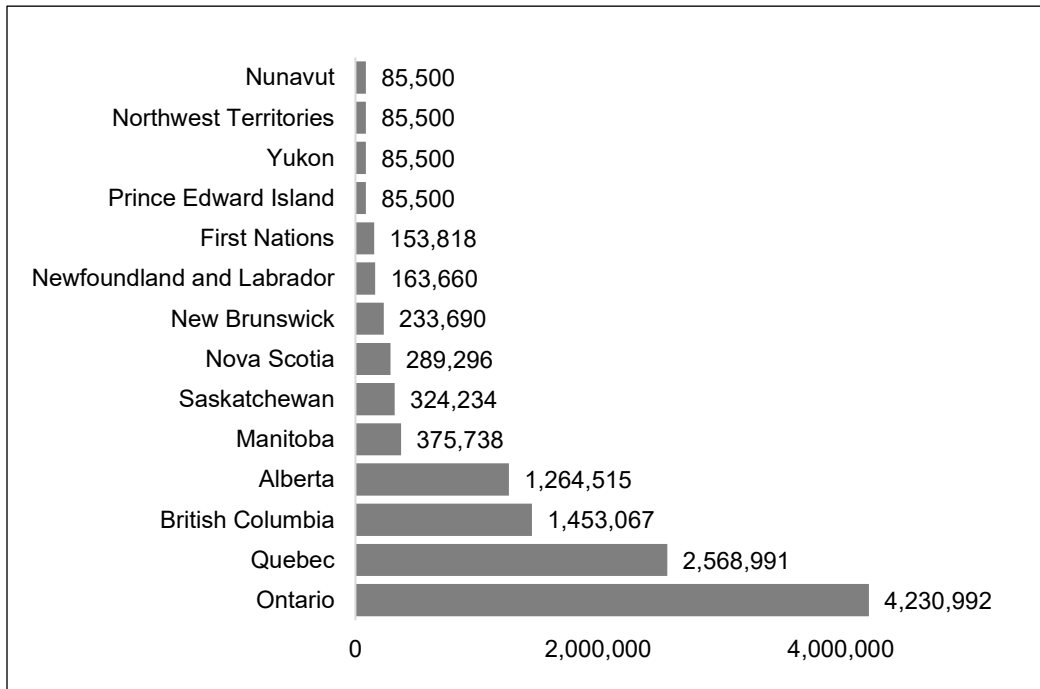 Nunavut 85,500
Northwest Territories 85,500
Yukon 85,500
Prince Edward Island 85,500
First Nations 153,818
Newfoundland and Labrador 163,660
New Brunswick 233,690
Nova Scotia 289,296
Saskatchewan 324,234
Manitoba 375,738
Alberta 1,264,515
British Columbia 1,453,067
Quebec 2,568,991
Ontario 4,230,992
0 2,000,000 4,000,000